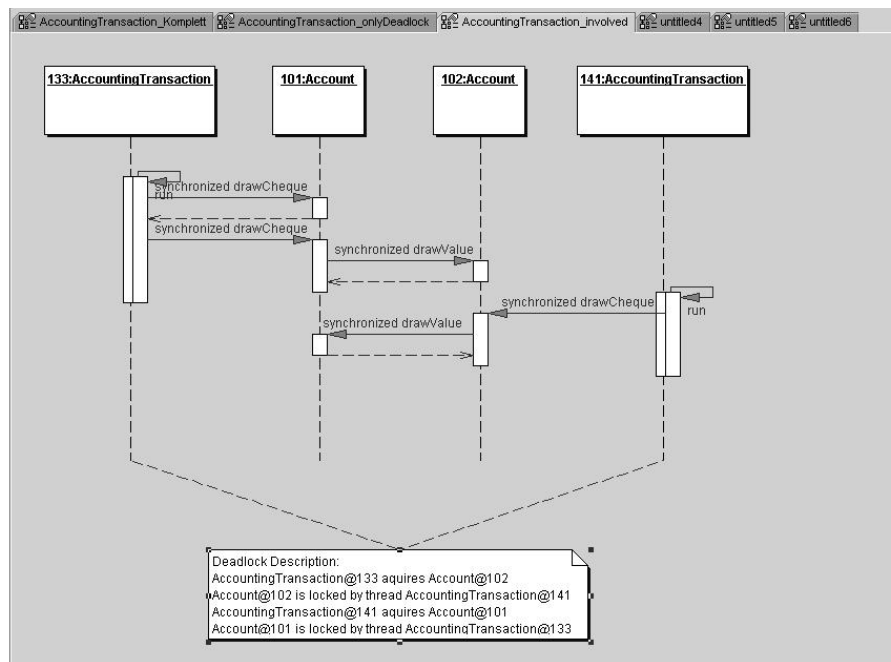 AccountingTransaction_Komplett AccountingTransaction_onlyDeadlock AccountingTransaction_involved untitled4 untitled5 untitled6
133:AccountingTransaction 101:Account 102:Account 141:AccountingTransaction
synchronized drawCheque
run
synchronized drawCheque
synchronized drawValue
synchronized drawCheque
run
synchronized drawValue
Deadlock Description:
AccountingTransaction@133 aquires Account@102
Account@102 is locked by thread AccountingTransaction@141
AccountingTransaction@141 aquires Account@101
Account@101 is locked by thread AccountingTransaction@133